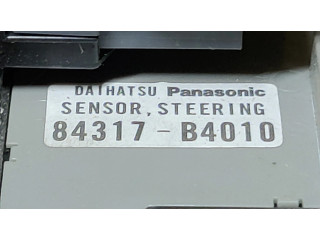 DAIHATSU Panasonic
SENSOR, STEERING
84317-B4010